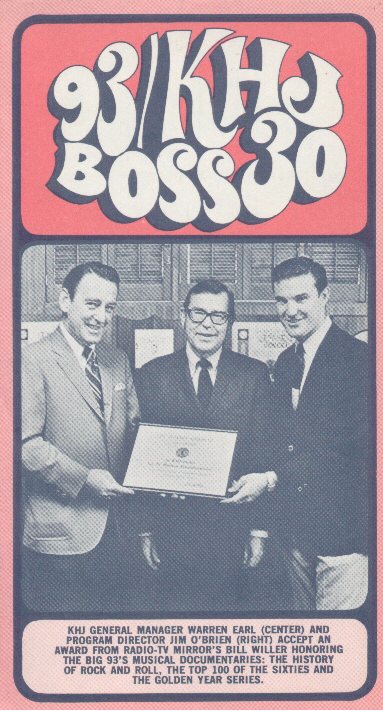 93/KHJ
BOSS 30
KHJ GENERAL MANAGER WARREN EARL (CENTER) AND
PROGRAM DIRECTOR JIM O'BRIEN (RIGHT) ACCEPT AN
AWARD FROM RADIO-TV MIRROR'S BILL WILLER HONORING
THE BIG 93'S MUSICAL DOCUMENTARIES: THE HISTORY
OF ROCK AND ROLL, THE TOP 100 OF THE SIXTIES AND
THE GOLDEN YEAR SERIES.